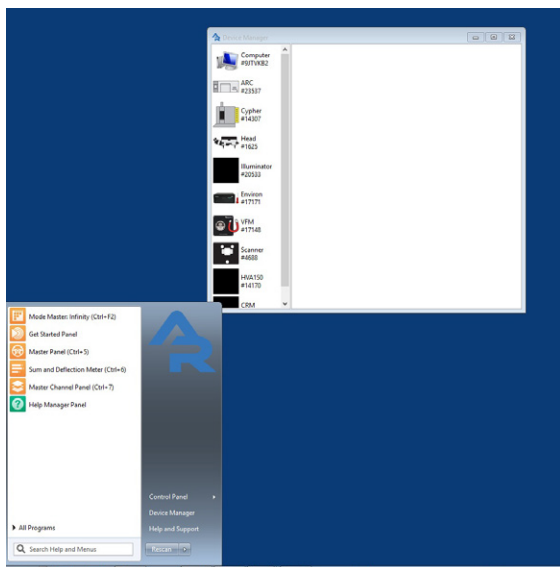 Device Manager
Computer
#9JTVKB2
ARC
#23537
Cypher
#14307
Head
#1625
Illuminator
#20533
Environ
#17171
VFM
#17148
Scanner
#4688
HVA150
#14170
CRM
Mode Master: Infinity (Ctrl+F2)
Get Started Panel
Master Panel (Ctrl+5)
Sum and Deflection Meter (Ctrl+6)
Master Channel Panel (Ctrl+7)
Help Manager Panel
AR
Control Panel
Device Manager
Help and Support
All Programs
Search Help and Menus
Rescan